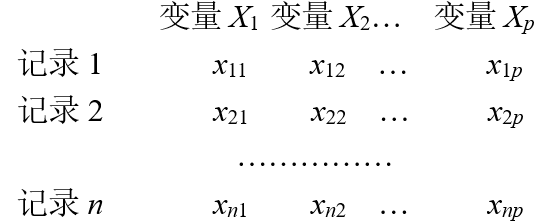 变量 X₁ 变量 X₂… 变量 Xₚ
记录 1 x₁₁ x₁₂ … x₁ₚ
记录 2 x₂₁ x₂₂ … x₂ₚ
……………
记录 n xₙ₁ xₙ₂ … xₙₚ